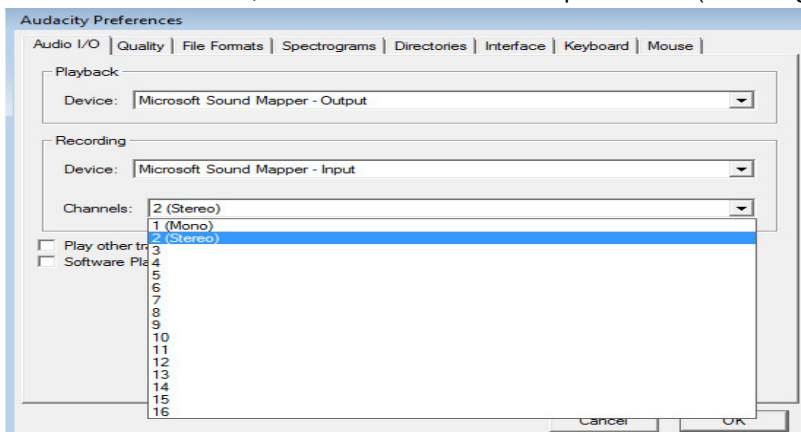 Audacity Preferences
Audio I/O Quality File Formats Spectrograms Directories Interface Keyboard Mouse
Playback
Device: Microsoft Sound Mapper - Output
Recording
Device: Microsoft Sound Mapper - Input
Channels: 2 (Stereo)
1 (Mono)
2 (Stereo)
Play other
3
Software
4
5
6
7
8
9
10
11
12
13
14
15
16
Cancel OK